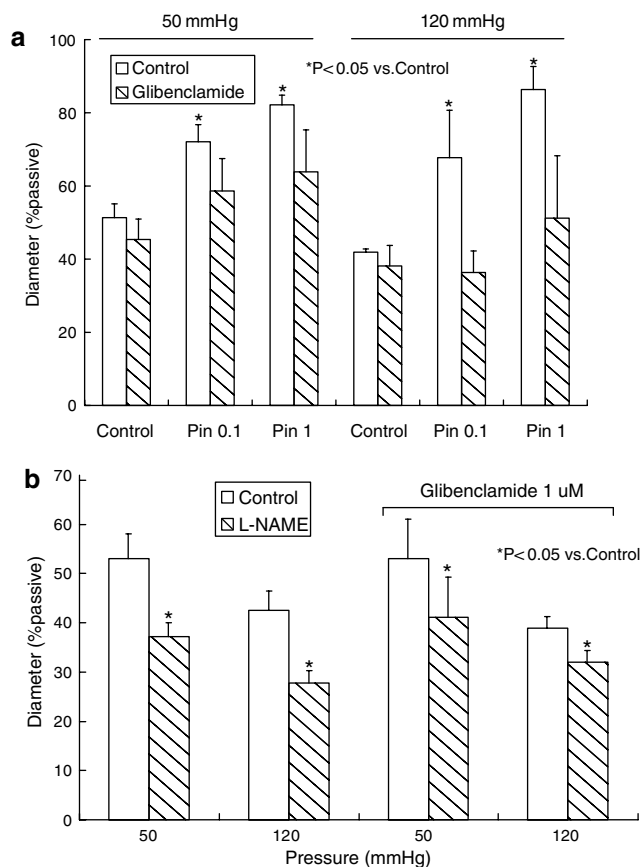 a
50 mmHg
120 mmHg
100
80
60
40
20
0
Diameter (%passive)
Control
Glibenclamide
*P<0.05 vs.Control
*
*
*
*
Control
Pin 0.1
Pin 1
Control
Pin 0.1
Pin 1
b
70
60
50
40
30
20
10
0
Diameter (%passive)
Control
L-NAME
Glibenclamide 1 uM
*P<0.05 vs.Control
*
*
*
*
50
120
50
120
Pressure (mmHg)